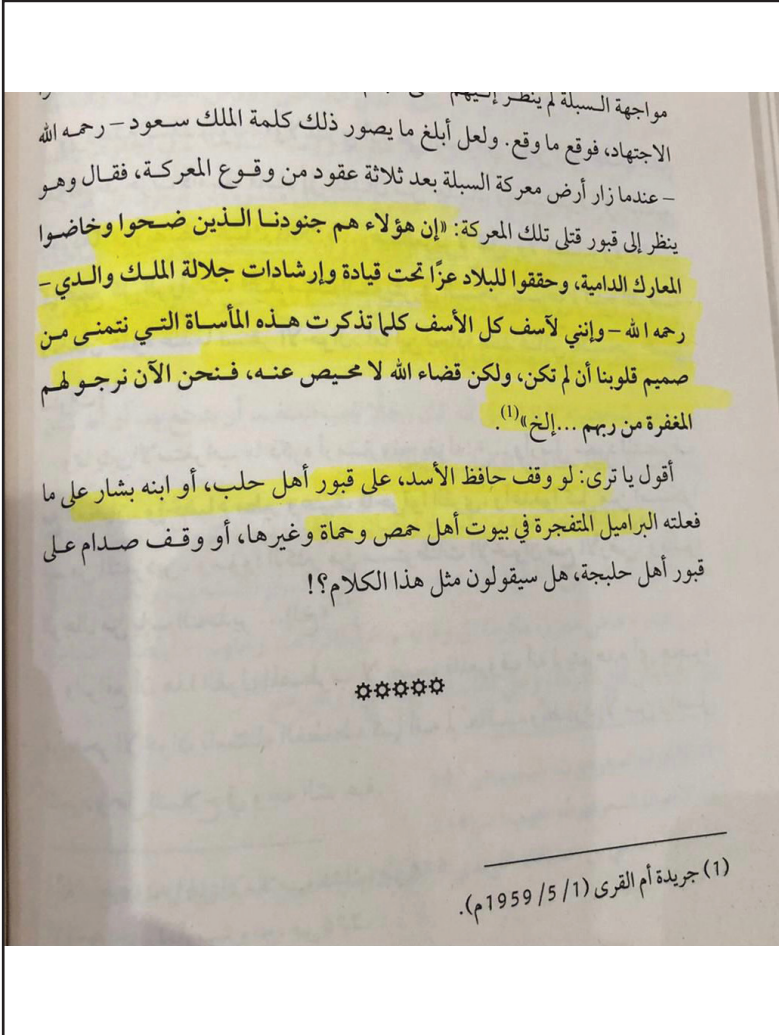 مواجهة السبلة لم ينظر إليهم
الاجتهاد، فوقع ما وقع. ولعل أبلغ ما يصور ذلك كلمة الملك سعود – رحمه الله
– عندما زار أرض معركة السبلة بعد ثلاثة عقود من وقوع المعركة، فقال وهو
ينظر إلى قبور قتلى تلك المعركة: «إن هؤلاء هم جنودنا الذين ضحوا وخاضوا
المعارك الدامية، وحققوا للبلاد عزًا تحت قيادة وإرشادات جلالة الملك والدي –
رحمه الله – وإنني لآسف كل الأسف كلما تذكرت هذه المأساة التي نتمنى من
صميم قلوبنا أن لم تكن، ولكن قضاء الله لا محيص عنه، فنحن الآن نرجو لهم
المغفرة من ربهم ...إلخ»(1).
أقول يا ترى: لو وقف حافظ الأسد، على قبور أهل حلب، أو ابنه بشار على ما
فعلته البراميل المتفجرة في بيوت أهل حمص وحماة وغيرها، أو وقف صدام على
قبور أهل حلبجة، هل سيقولون مثل هذا الكلام؟!
(1) جريدة أم القرى (1/ 5/ 1959م).